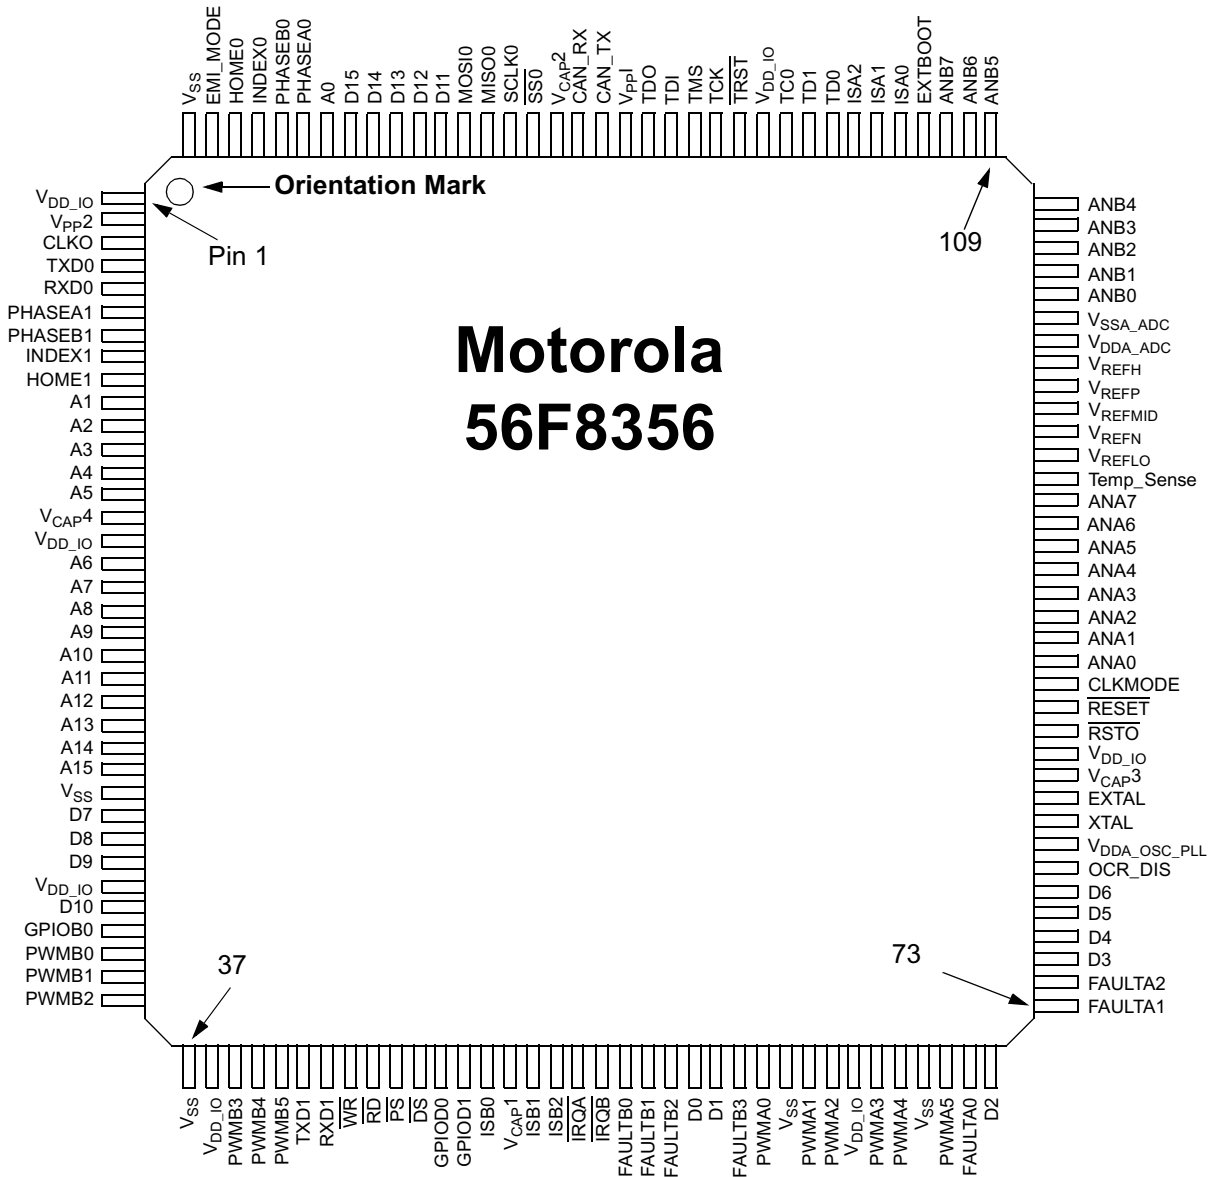 VSS
EMI_MODE
HOME0
INDEX0
PHASEB0
PHASEA0
A0
D15
D14
D13
D12
D11
MOSI0
MISO0
SCLK0
SS0
VCAP2
CAN_RX
CAN_TX
VPPI
TDO
TDI
TMS
TCK
TRST
VDD_IO
TC0
TD1
TD0
ISA2
ISA1
ISA0
EXTBOOT
ANB7
ANB6
ANB5
Orientation Mark
Pin 1
109
VDD_IO
VPP2
CLKO
TXD0
RXD0
PHASEA1
PHASEB1
INDEX1
HOME1
A1
A2
A3
A4
A5
VCAP4
VDD_IO
A6
A7
A8
A9
A10
A11
A12
A13
A14
A15
VSS
D7
D8
D9
VDD_IO
D10
GPIOB0
PWMB0
PWMB1
PWMB2
Motorola
56F8356
ANB4
ANB3
ANB2
ANB1
ANB0
VSSA_ADC
VDDA_ADC
VREFH
VREFP
VREFMID
VREFN
VREFLO
Temp_Sense
ANA7
ANA6
ANA5
ANA4
ANA3
ANA2
ANA1
ANA0
CLKMODE
RESET
RSTO
VDD_IO
VCAP3
EXTAL
XTAL
VDDA_OSC_PLL
OCR_DIS
D6
D5
D4
D3
FAULTA2
FAULTA1
37
73
VSS
VDD_IO
PWMB3
PWMB4
PWMB5
TXD1
RXD1
WR
RD
PS
DS
GPIOD0
GPIOD1
ISB0
VCAP1
ISB1
ISB2
IRQA
IRQB
FAULTB0
FAULTB1
FAULTB2
D0
D1
FAULTB3
PWMA0
VSS
PWMA1
PWMA2
VDD_IO
PWMA3
PWMA4
VSS
PWMA5
FAULTA0
D2